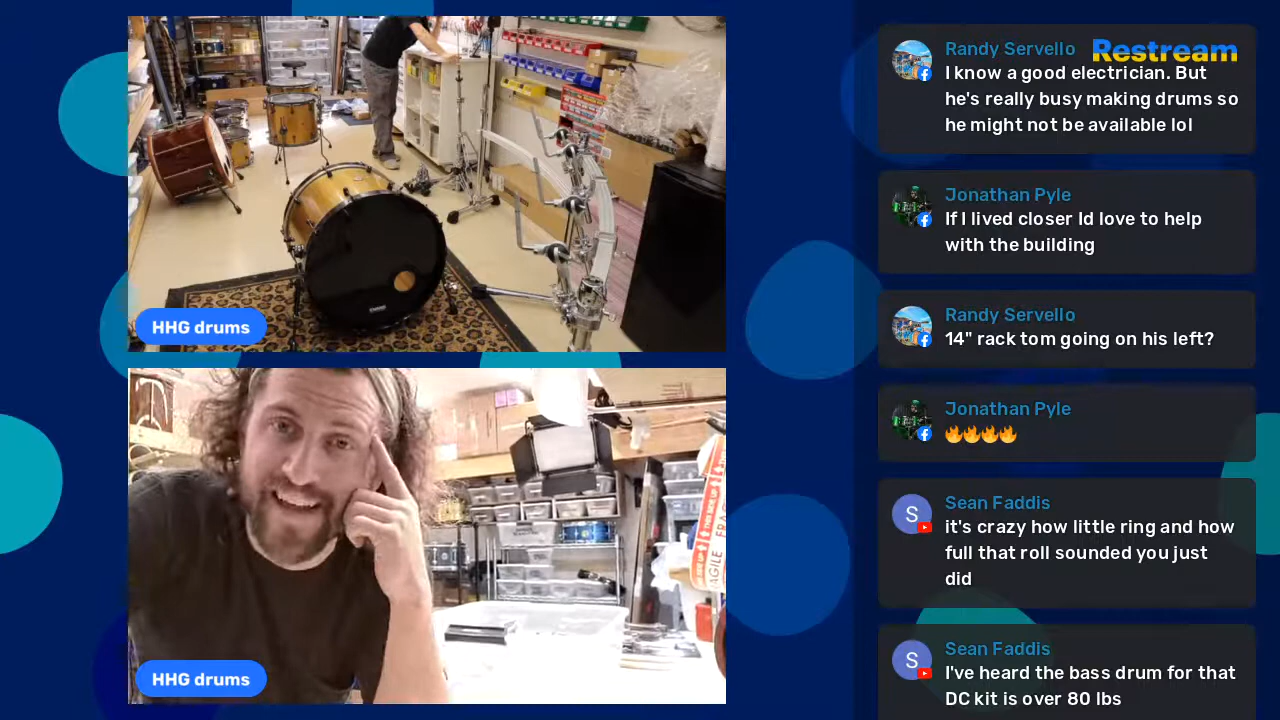 HHG drums
HHG drums
Restream
Randy Servello
I know a good electrician. But
he's really busy making drums so
he might not be available lol
Jonathan Pyle
If I lived closer Id love to help
with the building
Randy Servello
14" rack tom going on his left?
Jonathan Pyle
🔥🔥🔥🔥
S
Sean Faddis
it's crazy how little ring and how
full that roll sounded you just
did
S
Sean Faddis
I've heard the bass drum for that
DC kit is over 80 lbs